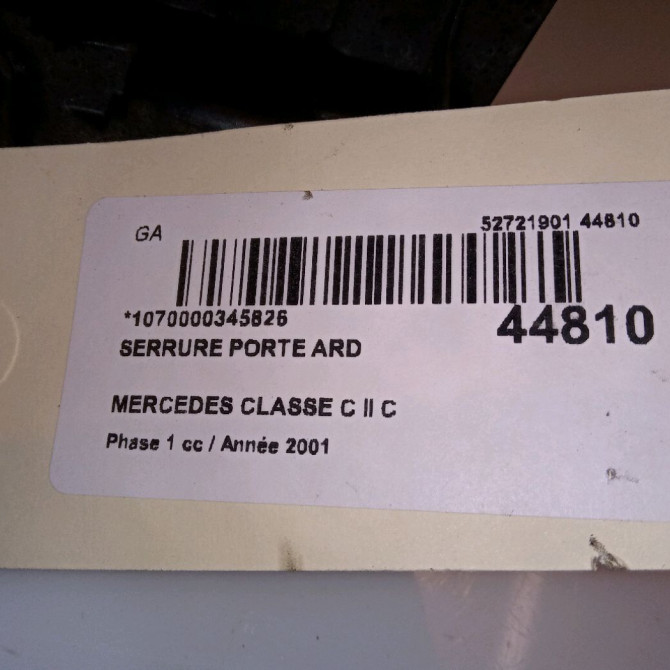 GA
52721901 44810
*1070000345826
44810
SERRURE PORTE ARD
MERCEDES CLASSE C II C
Phase 1 cc / Année 2001